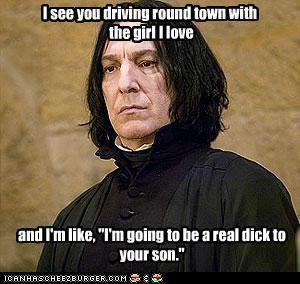 I see you driving round town with
the girl I love
and I'm like, "I'm going to be a real dick to
your son."
ICANHASCHEEZBURGER.COM